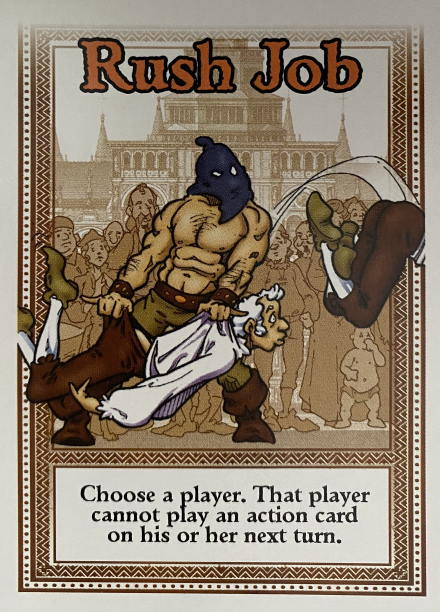 Rush Job
Choose a player. That player
cannot play an action card
on his or her next turn.